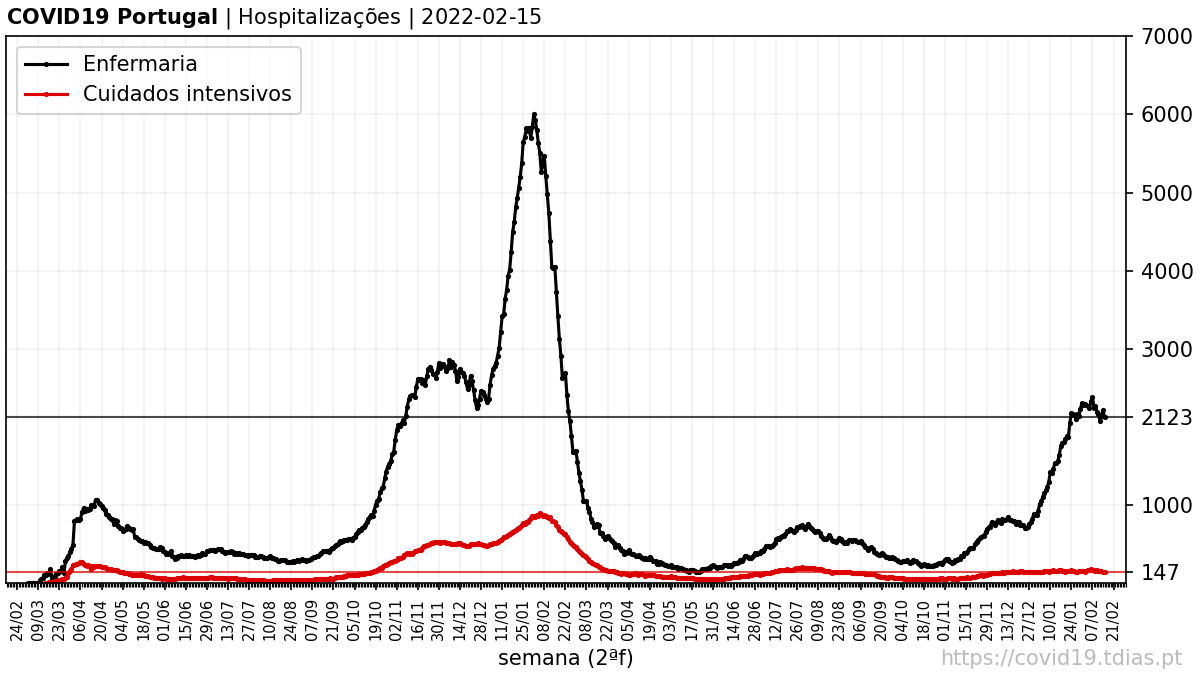 COVID19 Portugal | Hospitalizações | 2022-02-15
Enfermaria
Cuidados intensivos
7000
6000
5000
4000
3000
2123
1000
147
24/02 09/03 23/03 06/04 20/04 04/05 18/05 01/06 15/06 29/06 13/07 27/07 10/08 24/08 07/09 21/09 05/10 19/10 02/11 16/11 30/11 14/12 28/12 11/01 25/01 08/02 22/02 08/03 22/03 05/04 19/04 03/05 17/05 31/05 14/06 28/06 12/07 26/07 09/08 23/08 06/09 20/09 04/10 18/10 01/11 15/11 29/11 13/12 27/12 10/01 24/01 07/02 21/02
semana (2ªf)
https://covid19.tdias.pt